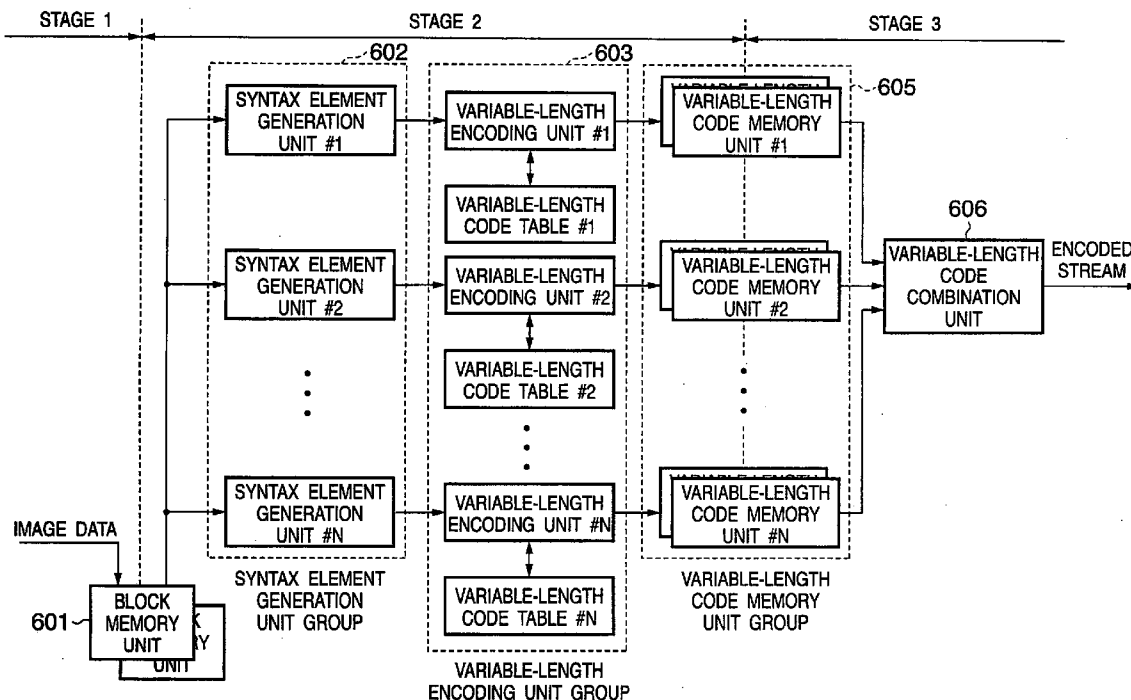 STAGE 1
STAGE 2
STAGE 3
602
603
605
SYNTAX ELEMENT
GENERATION
UNIT #1
VARIABLE-LENGTH
ENCODING UNIT #1
VARIABLE-LENGTH
CODE MEMORY
UNIT #1
VARIABLE-LENGTH
CODE TABLE #1
SYNTAX ELEMENT
GENERATION
UNIT #2
VARIABLE-LENGTH
ENCODING UNIT #2
VARIABLE-LENGTH
CODE MEMORY
UNIT #2
VARIABLE-LENGTH
CODE TABLE #2
606
VARIABLE-LENGTH
CODE
COMBINATION
UNIT
ENCODED
STREAM
SYNTAX ELEMENT
GENERATION
UNIT #N
VARIABLE-LENGTH
ENCODING UNIT #N
VARIABLE-LENGTH
CODE MEMORY
UNIT #N
VARIABLE-LENGTH
CODE TABLE #N
IMAGE DATA
601
BLOCK
MEMORY
UNIT
K
RY
UNIT
SYNTAX ELEMENT
GENERATION
UNIT GROUP
VARIABLE-LENGTH
ENCODING UNIT GROUP
VARIABLE-LENGTH
CODE MEMORY
UNIT GROUP